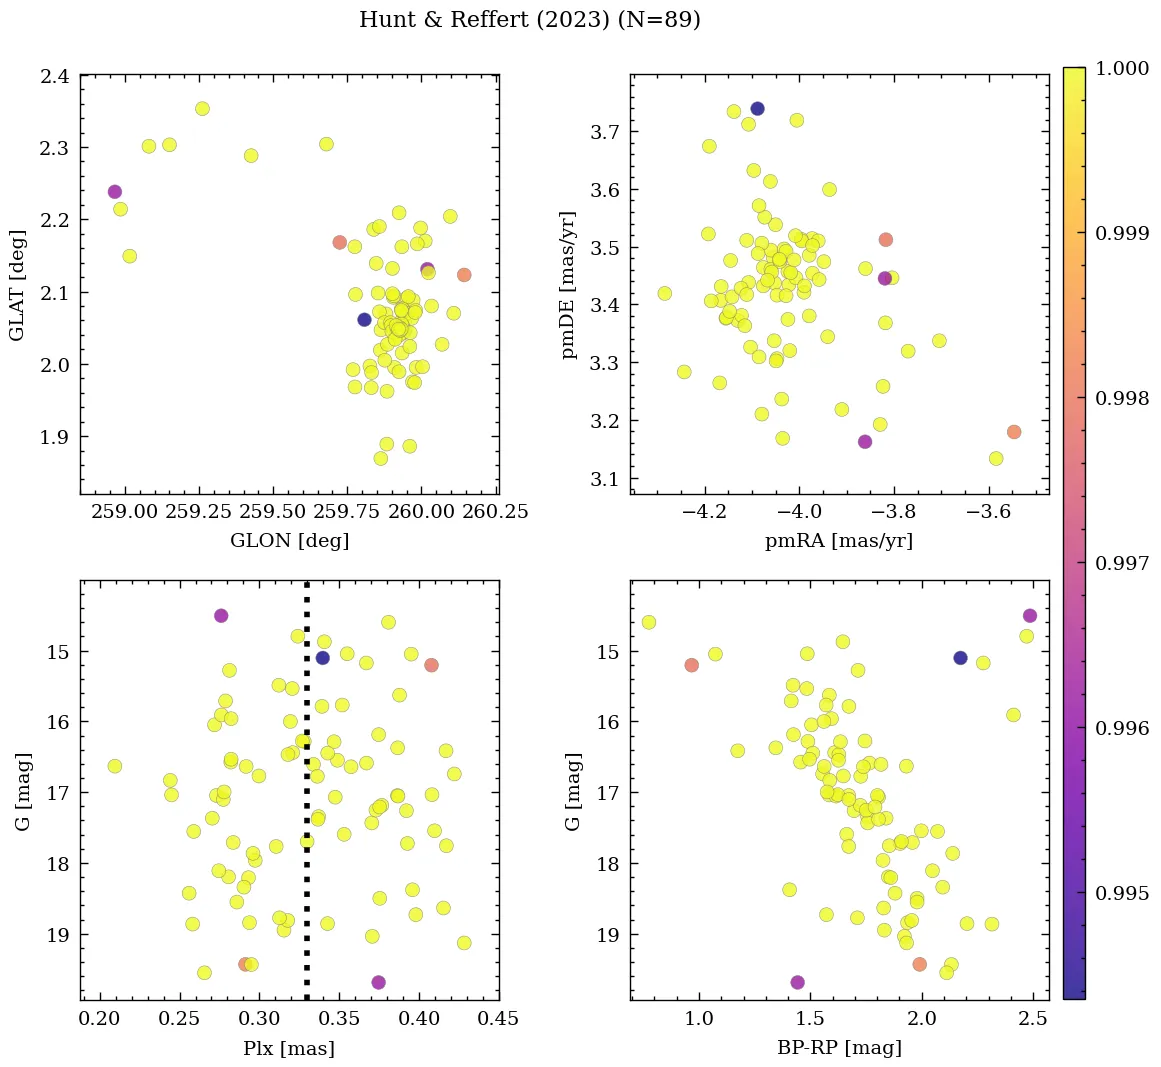 Hunt & Reffert (2023) (N=89)
2.4
2.3
2.2
2.1
2.0
1.9
GLAT [deg]
259.00 259.25 259.50 259.75 260.00 260.25
GLON [deg]
3.7
3.6
3.5
3.4
3.3
3.2
3.1
pmDE [mas/yr]
−4.2 −4.0 −3.8 −3.6
pmRA [mas/yr]
1.000
0.999
0.998
0.997
0.996
0.995
15
16
17
18
19
G [mag]
0.20 0.25 0.30 0.35 0.40 0.45
Plx [mas]
15
16
17
18
19
G [mag]
1.0 1.5 2.0 2.5
BP-RP [mag]